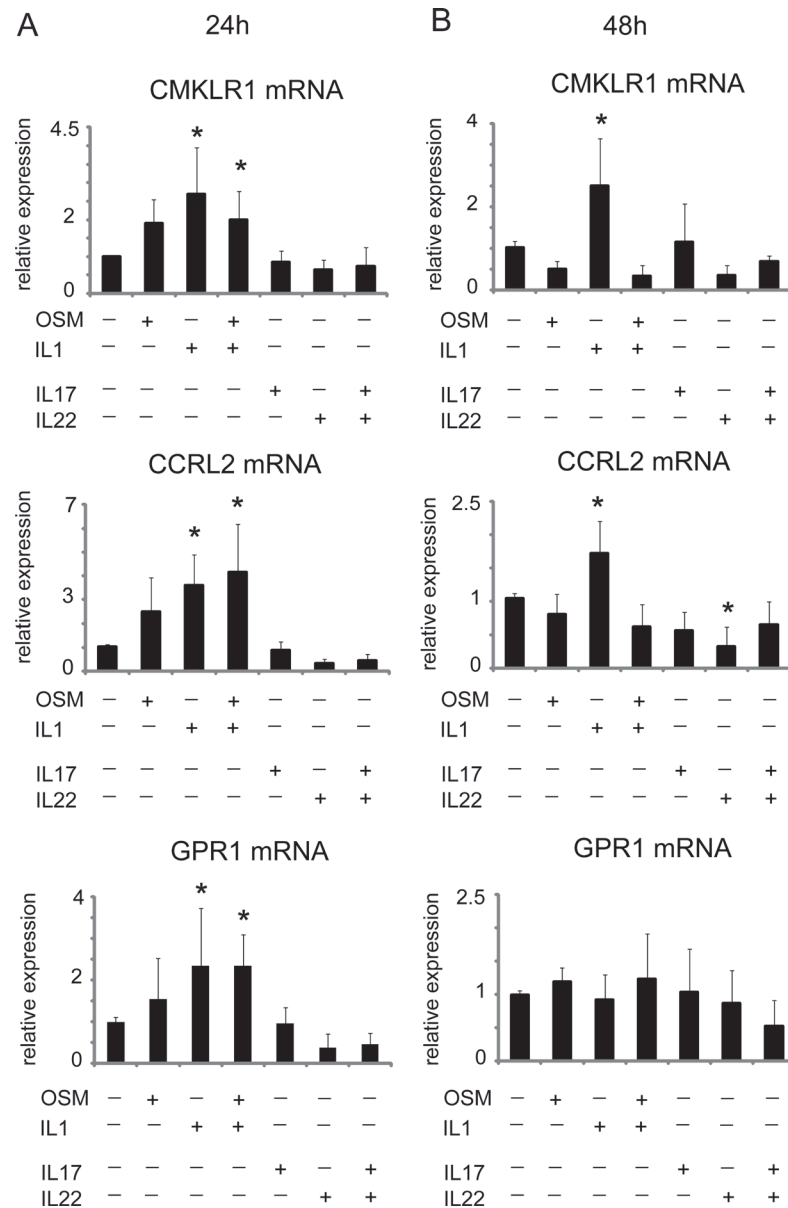 A 24h
CMKLR1 mRNA
relative expression
4.5
2
0
*
*
OSM – + – + – – –
IL1 – – + + – – –
IL17 – – – – + – +
IL22 – – – – – + +
CCRL2 mRNA
relative expression
7
3
0
*
*
OSM – + – + – – –
IL1 – – + + – – –
IL17 – – – – + – +
IL22 – – – – – + +
GPR1 mRNA
relative expression
4
2
0
*
*
OSM – + – + – – –
IL1 – – + + – – –
IL17 – – – – + – +
IL22 – – – – – + +
B 48h
CMKLR1 mRNA
relative expression
4
2
0
*
OSM – + – + – – –
IL1 – – + + – – –
IL17 – – – – + – +
IL22 – – – – – + +
CCRL2 mRNA
relative expression
2.5
1
0
*
*
OSM – + – + – – –
IL1 – – + + – – –
IL17 – – – – + – +
IL22 – – – – – + +
GPR1 mRNA
relative expression
2.5
1
0
OSM – + – + – – –
IL1 – – + + – – –
IL17 – – – – + – +
IL22 – – – – – + +